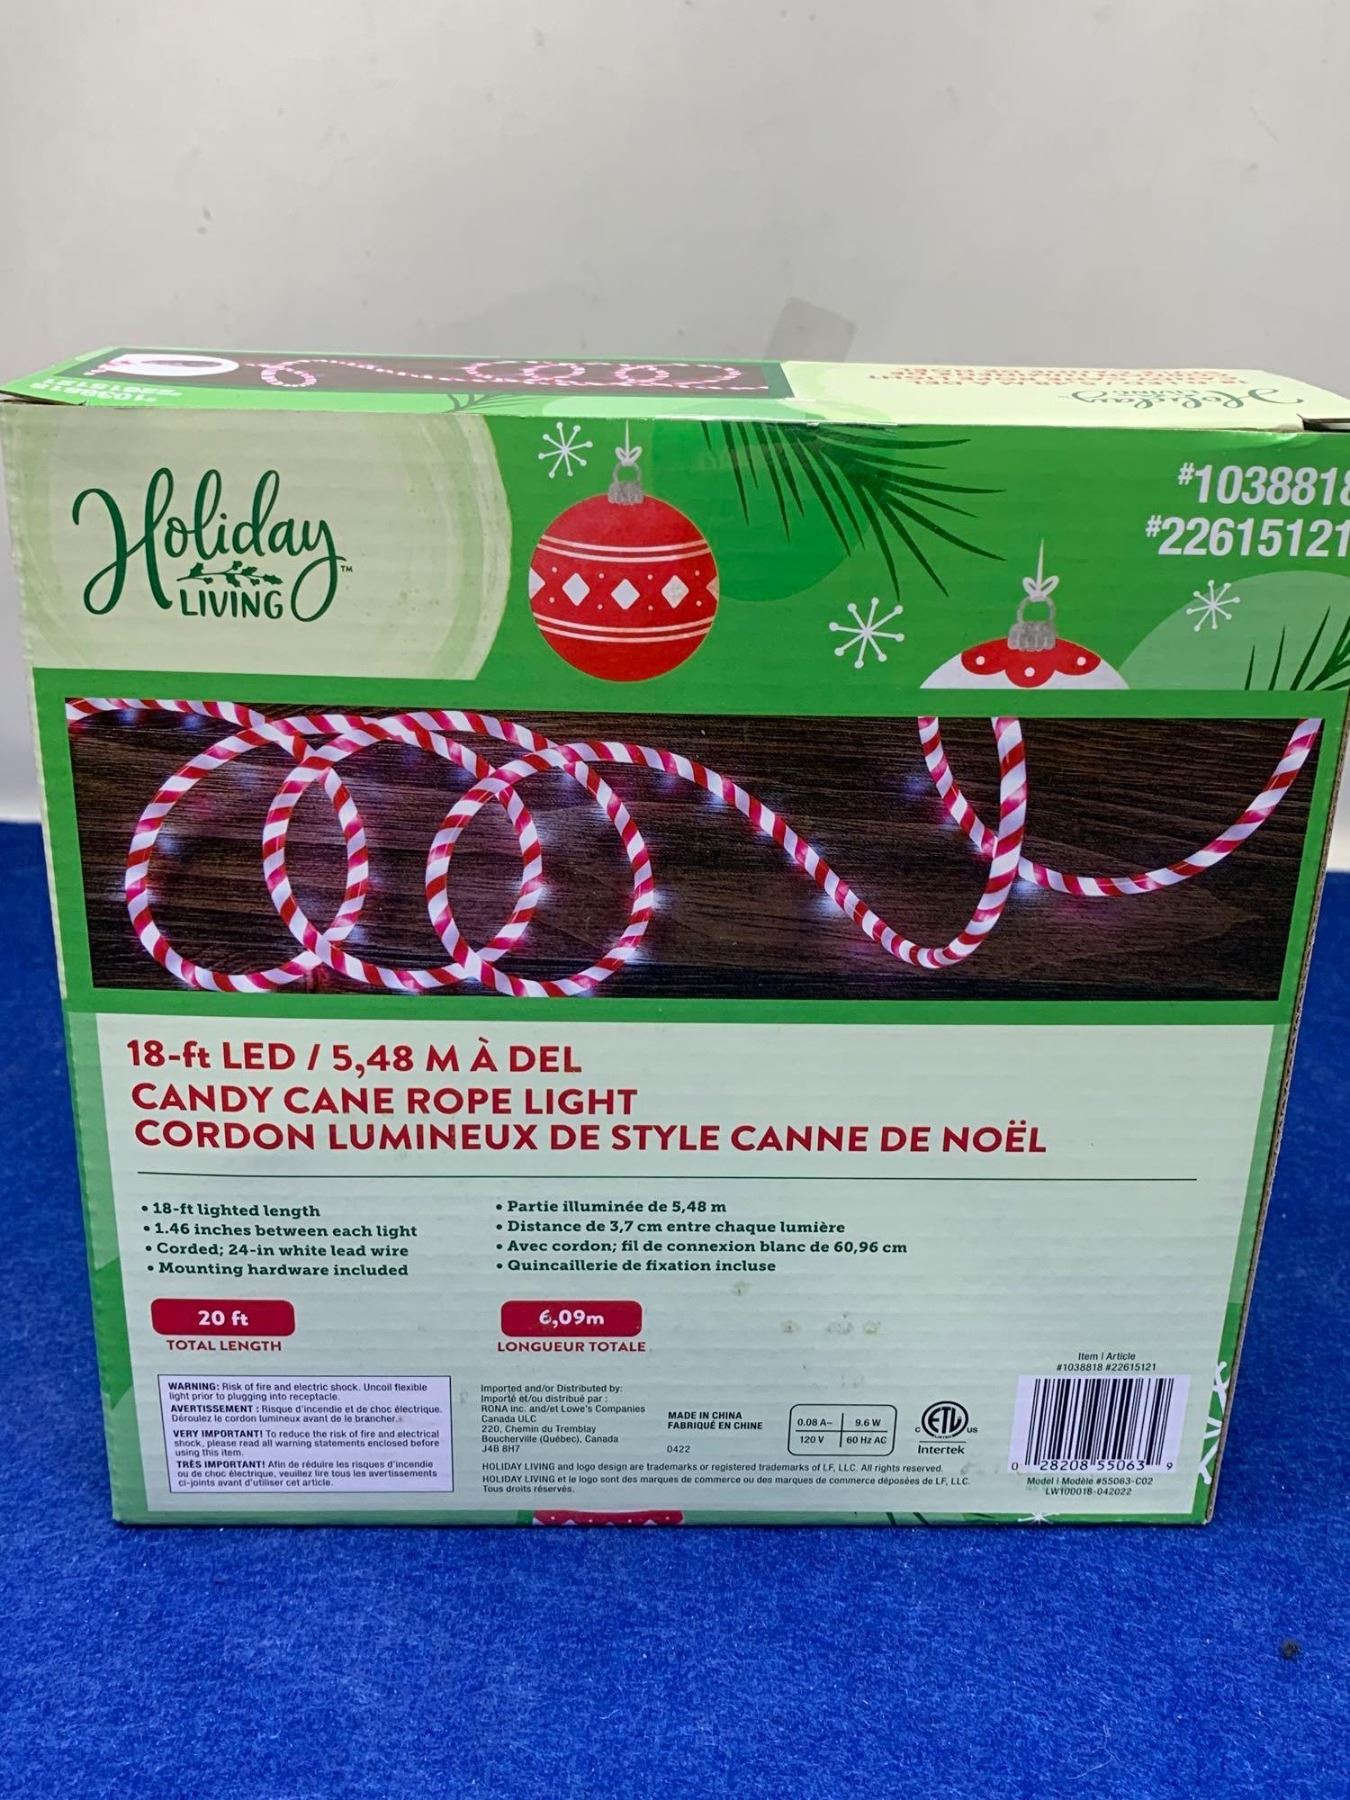 #1038818
#22615121
Holiday
LIVING™
#1038818
#22615121
18-ft LED / 5,48 M À DEL
CANDY CANE ROPE LIGHT
CORDON LUMINEUX DE STYLE CANNE DE NOËL
• 18-ft lighted length
• 1.46 inches between each light
• Corded; 24-in white lead wire
• Mounting hardware included
• Partie illuminée de 5,48 m
• Distance de 3,7 cm entre chaque lumière
• Avec cordon; fil de connexion blanc de 60,96 cm
• Quincaillerie de fixation incluse
20 ft
TOTAL LENGTH
6,09m
LONGUEUR TOTALE
WARNING: Risk of fire and electric shock. Uncoil flexible
light prior to plugging into receptacle.
AVERTISSEMENT : Risque d'incendie et de choc électrique.
Déroulez le cordon lumineux avant de le brancher.
VERY IMPORTANT! To reduce the risk of fire and electrical
shock, please read all warning statements enclosed before
using this item.
TRÈS IMPORTANT! Afin de réduire les risques d'incendie
ou de choc électrique, veuillez lire tous les avertissements
ci-joints avant d'utiliser cet article.
Imported and/or Distributed by:
Importé et/ou distribué par :
RONA inc. and/et Lowe's Companies
Canada ULC
220, Chemin du Tremblay
Boucherville (Québec), Canada
J4B 8H7
MADE IN CHINA
FABRIQUÉ EN CHINE
0422
0.08 A~ 9.6 W
120 V 60 Hz AC
C ETL US
Intertek
HOLIDAY LIVING and logo design are trademarks or registered trademarks of LF, LLC. All rights reserved.
HOLIDAY LIVING et le logo sont des marques de commerce ou des marques de commerce déposées de LF, LLC.
Tous droits réservés.
Item | Article
#1038818 #22615121
0 28208 55063 9
Model | Modèle #55063-C02
LW100018-042022